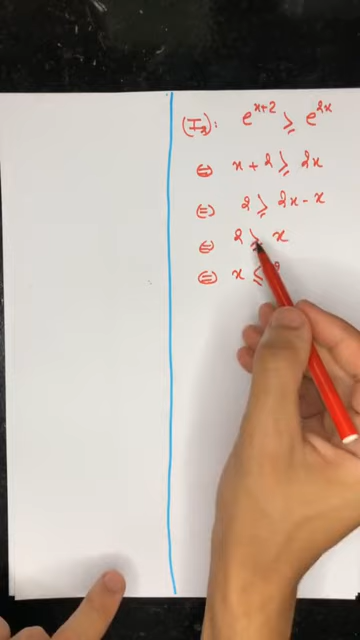 (I₂): e^{x+2} ⩾ e^{2x}
⇔ x + 2 ⩾ 2x
⇔ 2 ⩾ 2x - x
⇔ 2 ⩾ x
⇔ x ≤